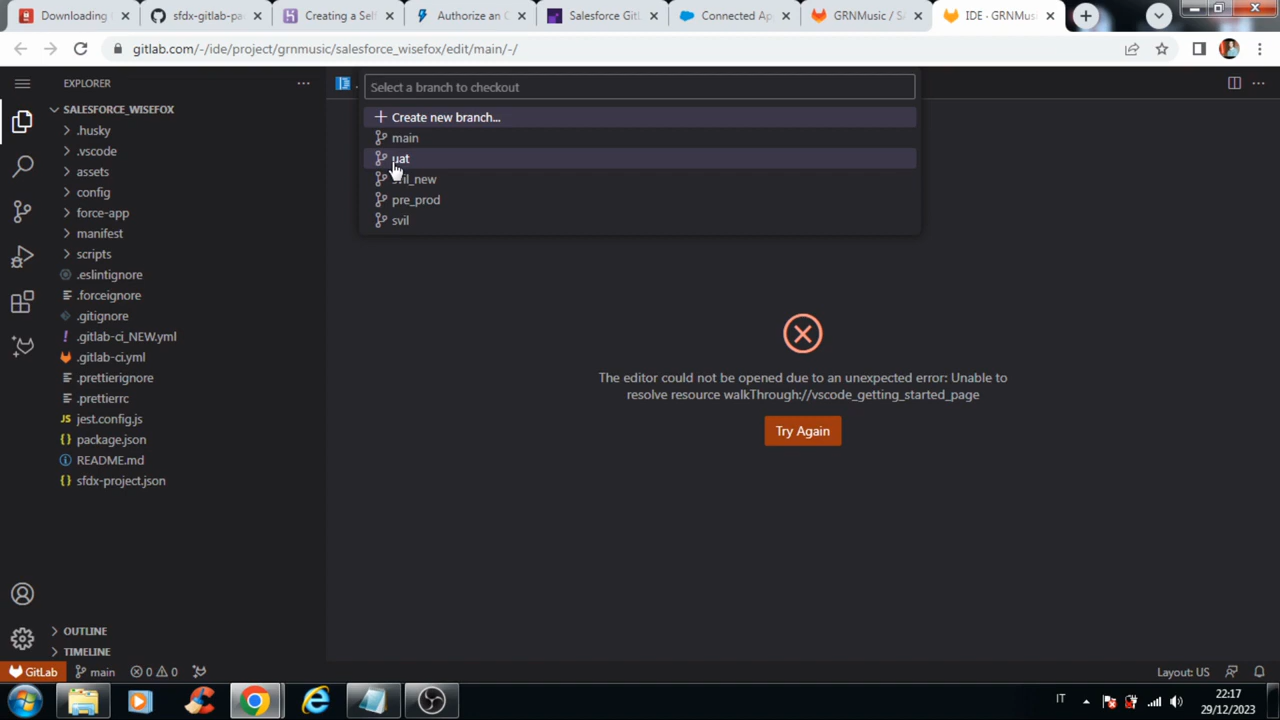 Downloading
sfdx-gitlab-pa
Creating a Self
Authorize an
Salesforce GitL
Connected Ap
GRNMusic / S
IDE · GRNMus
gitlab.com/-/ide/project/grnmusic/salesforce_wisefox/edit/main/-/
EXPLORER
Select a branch to checkout
SALESFORCE_WISEFOX
Create new branch...
.husky
main
.vscode
uat
assets
svil_new
config
pre_prod
force-app
svil
manifest
scripts
.eslintignore
.forceignore
.gitignore
.gitlab-ci_NEW.yml
.gitlab-ci.yml
.prettierignore
.prettierrc
JS jest.config.js
{} package.json
README.md
{} sfdx-project.json
The editor could not be opened due to an unexpected error: Unable to
resolve resource walkThrough://vscode_getting_started_page
Try Again
OUTLINE
TIMELINE
GitLab main 0 0 Layout: US
IT 22:17
29/12/2023